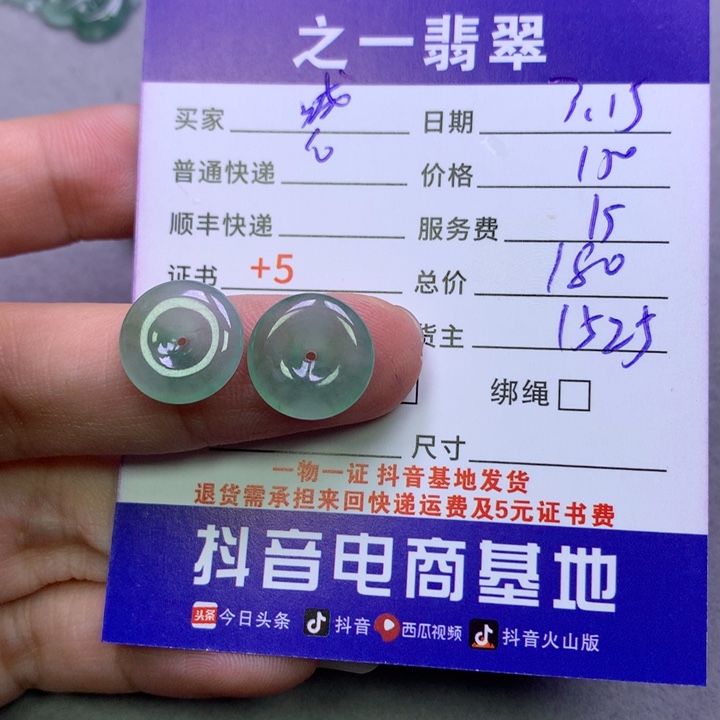 之一翡翠
买家 日期 7.15
普通快递 价格
顺丰快递 服务费 15
证书 +5 总价 180
货主 1525
绑绳
尺寸
一物一证 抖音基地发货
退货需承担来回快递运费及5元证书费
抖音电商基地
头条 今日头条 抖音 西瓜视频 抖音火山版